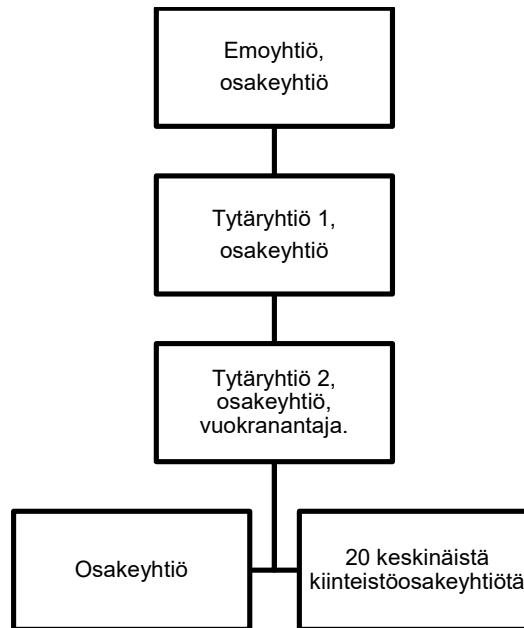 Emoyhtiö,
osakeyhtiö
Tytäryhtiö 1,
osakeyhtiö
Tytäryhtiö 2,
osakeyhtiö,
vuokranantaja.
Osakeyhtiö
20 keskinäistä
kiinteistöosakeyhtiötä